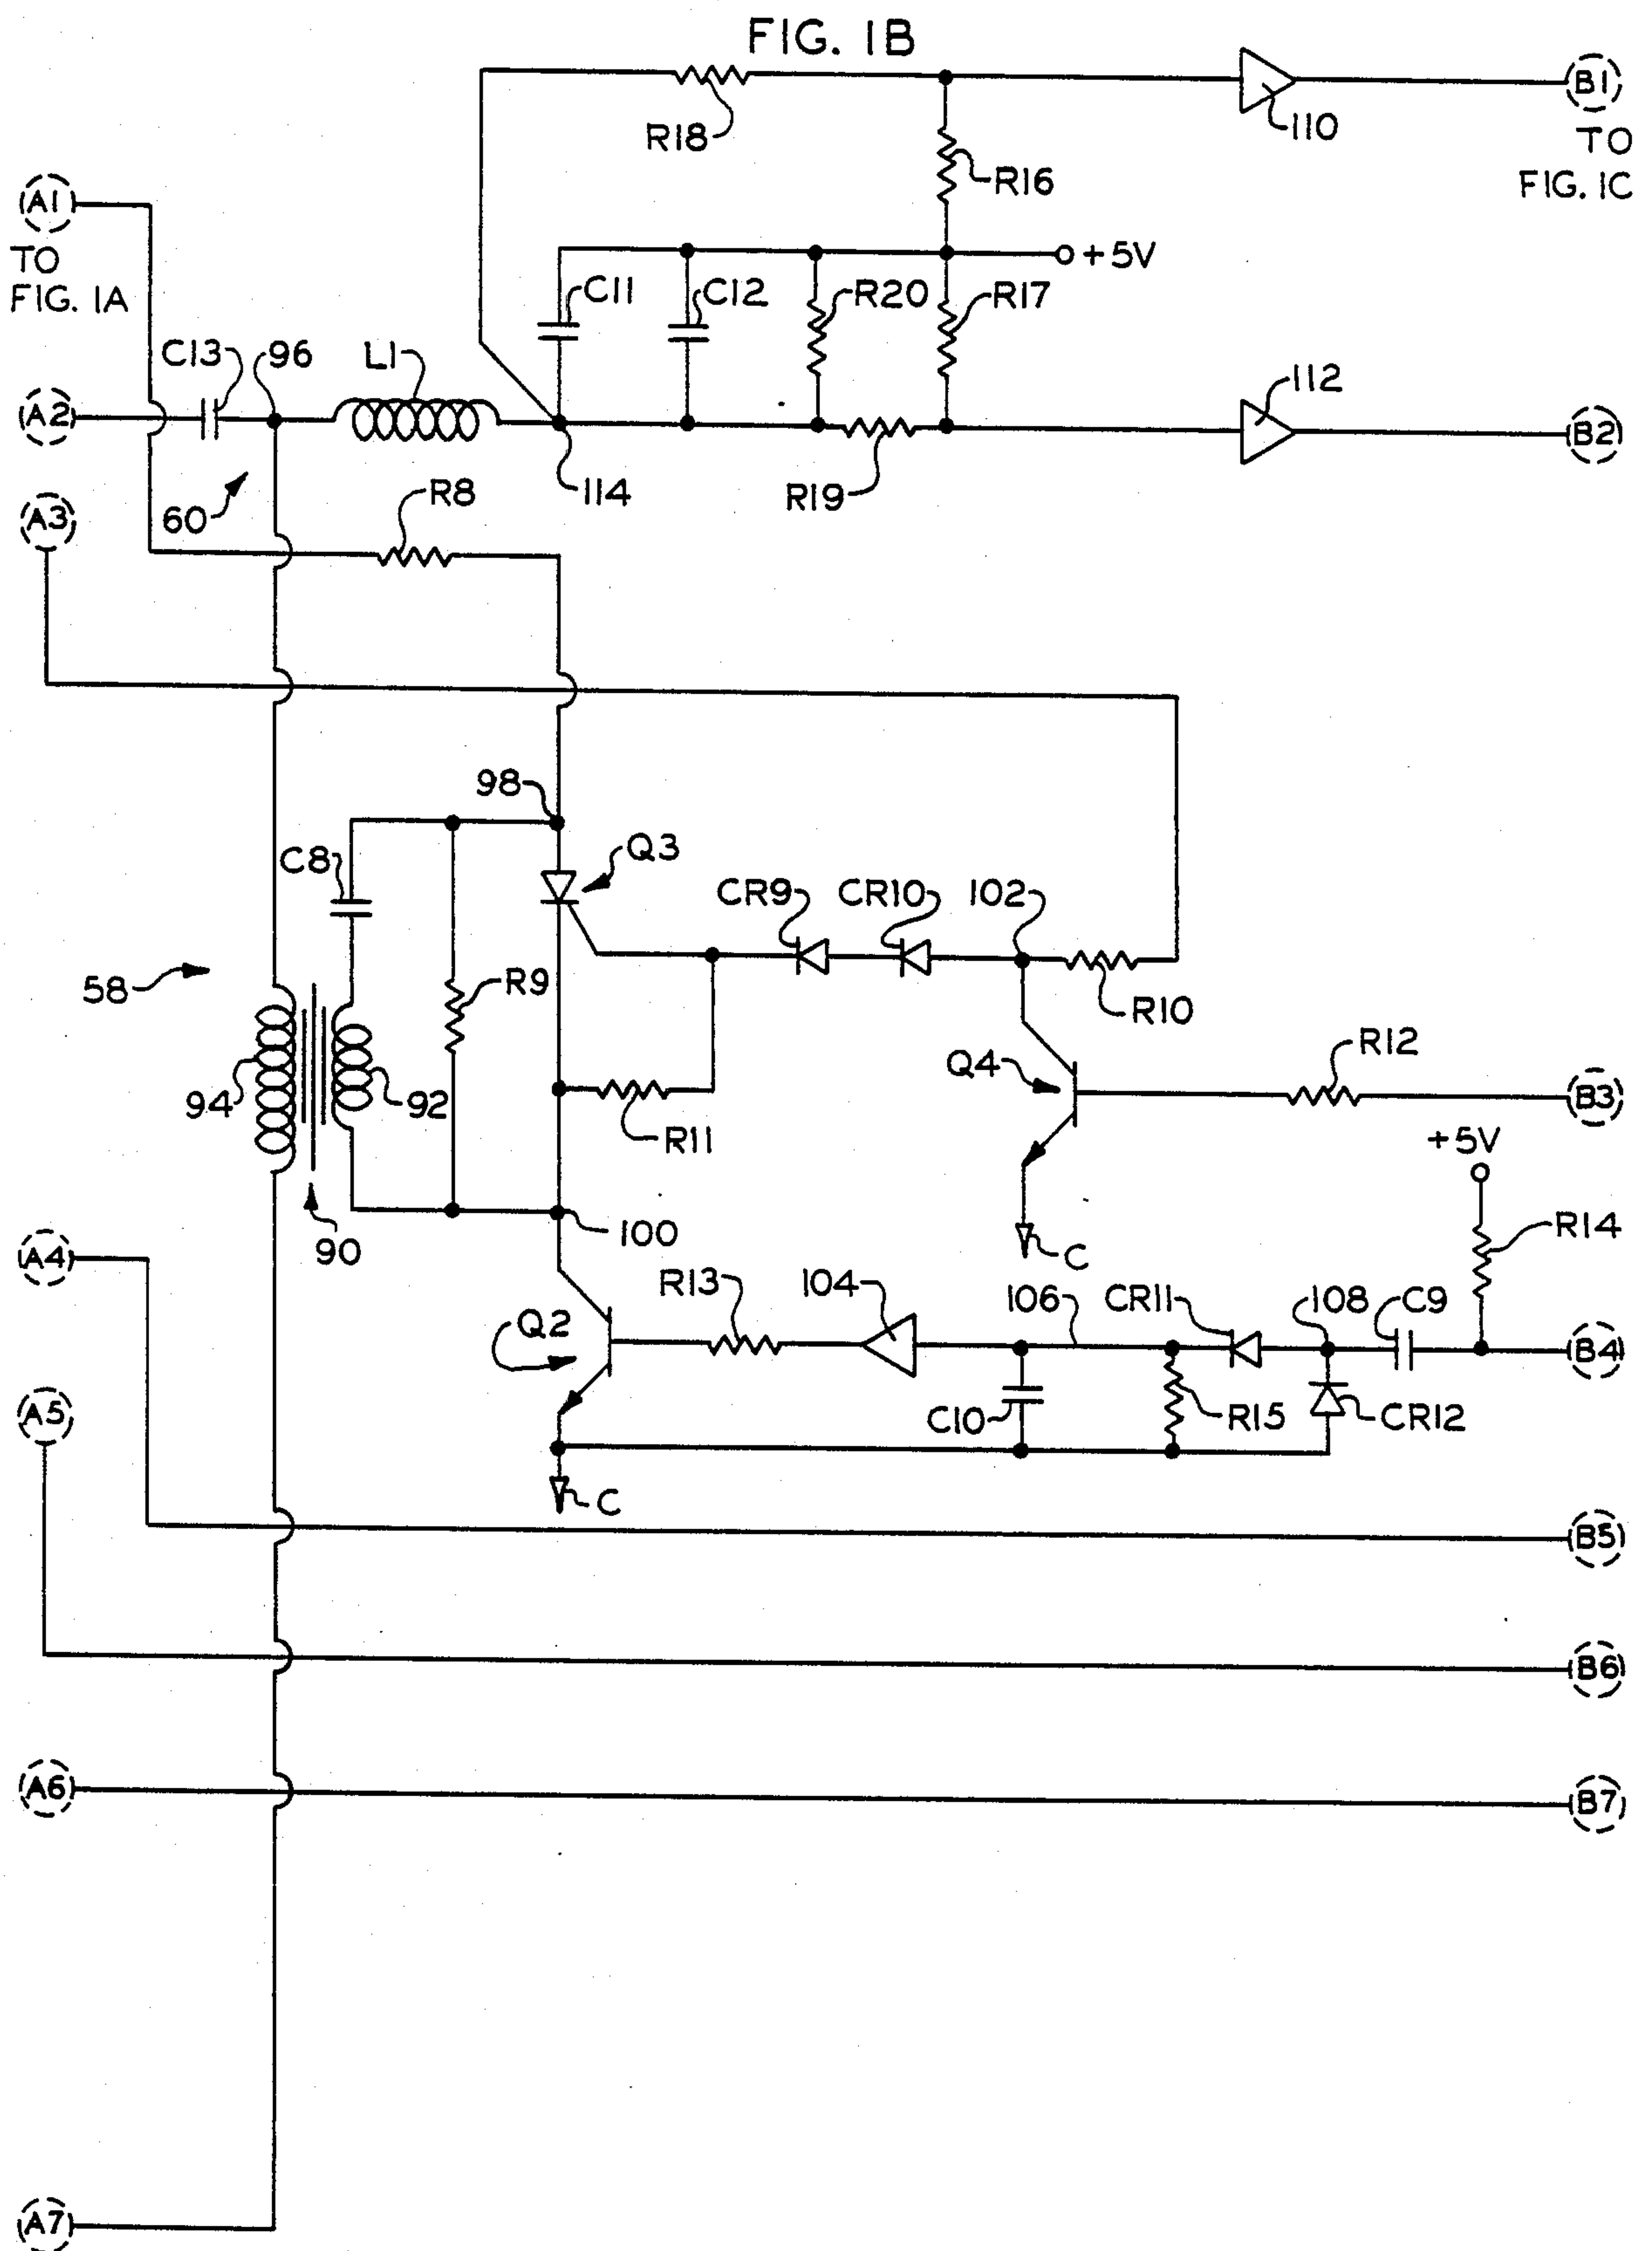 FIG. 1B
B1
R18
110
TO
FIG. 1C
R16
A1
TO
FIG. 1A
+5V
C11
C12
R20
R17
C13
96
L1
112
A2
B2
114
R19
R8
60
A3
98
Q3
C8
CR9
CR10
102
58
R9
R10
R12
Q4
94
92
B3
R11
+5V
100
C
R14
90
A4
R13
104
106
CR11
108
C9
Q2
B4
A5
C10
R15
CR12
C
B5
B6
A6
B7
A7